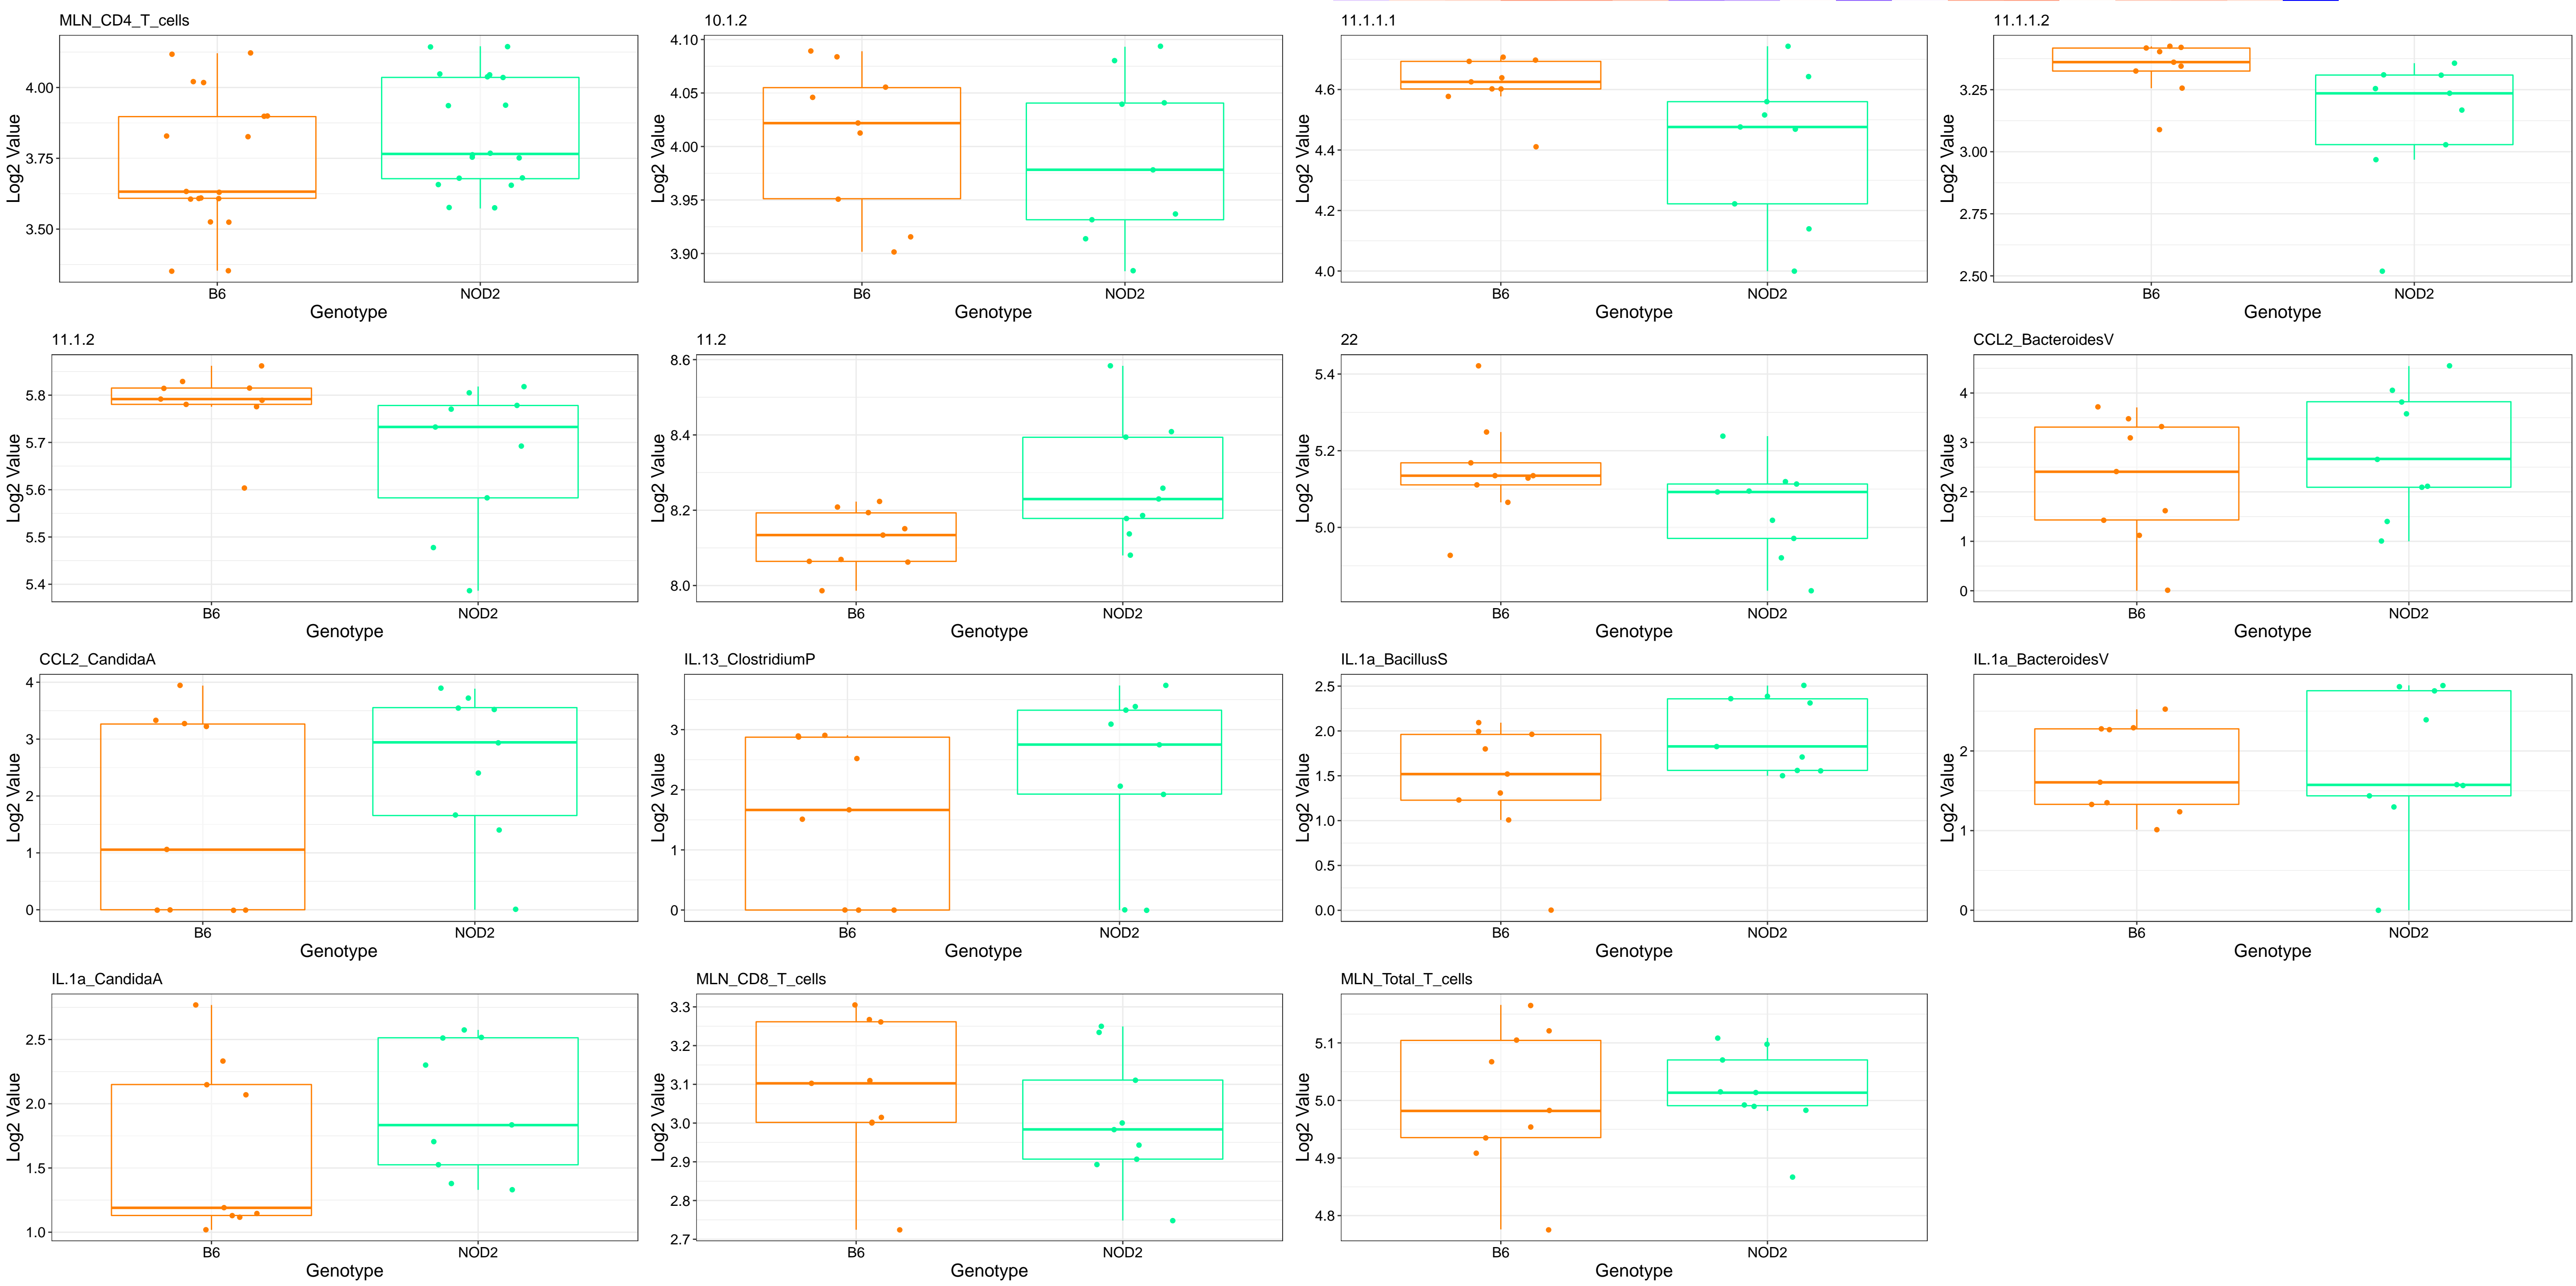 MLN_CD4_T_cells
Log2 Value
4.00
3.75
3.50
B6
NOD2
Genotype
10.1.2
Log2 Value
4.10
4.05
4.00
3.95
3.90
B6
NOD2
Genotype
11.1.1.1
Log2 Value
4.6
4.4
4.2
4.0
B6
NOD2
Genotype
11.1.1.2
Log2 Value
3.25
3.00
2.75
2.50
B6
NOD2
Genotype
11.1.2
Log2 Value
5.8
5.7
5.6
5.5
5.4
B6
NOD2
Genotype
11.2
Log2 Value
8.6
8.4
8.2
8.0
B6
NOD2
Genotype
22
Log2 Value
5.4
5.2
5.0
B6
NOD2
Genotype
CCL2_BacteroidesV
Log2 Value
4
3
2
1
0
B6
NOD2
Genotype
CCL2_CandidaA
Log2 Value
4
3
2
1
0
B6
NOD2
Genotype
IL.13_ClostridiumP
Log2 Value
3
2
1
0
B6
NOD2
Genotype
IL.1a_BacillusS
Log2 Value
2.5
2.0
1.5
1.0
0.5
0.0
B6
NOD2
Genotype
IL.1a_BacteroidesV
Log2 Value
2
1
0
B6
NOD2
Genotype
IL.1a_CandidaA
Log2 Value
2.5
2.0
1.5
1.0
B6
NOD2
Genotype
MLN_CD8_T_cells
Log2 Value
3.3
3.2
3.1
3.0
2.9
2.8
2.7
B6
NOD2
Genotype
MLN_Total_T_cells
Log2 Value
5.1
5.0
4.9
4.8
B6
NOD2
Genotype